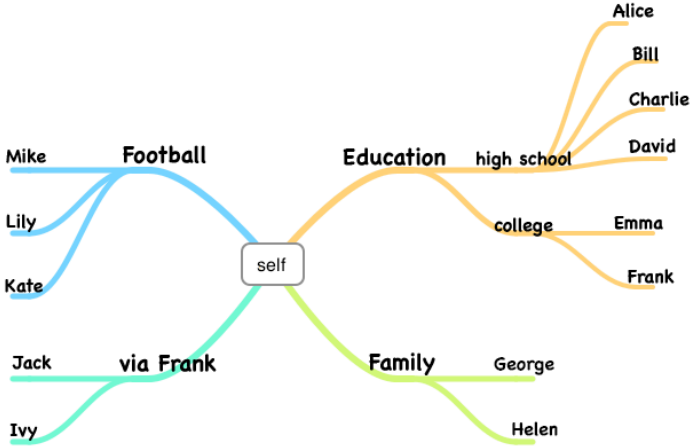 Alice
Bill
Charlie
David
Mike
Football
Education
high school
Lily
college
Emma
self
Frank
Kate
Jack
via Frank
Family
George
Ivy
Helen